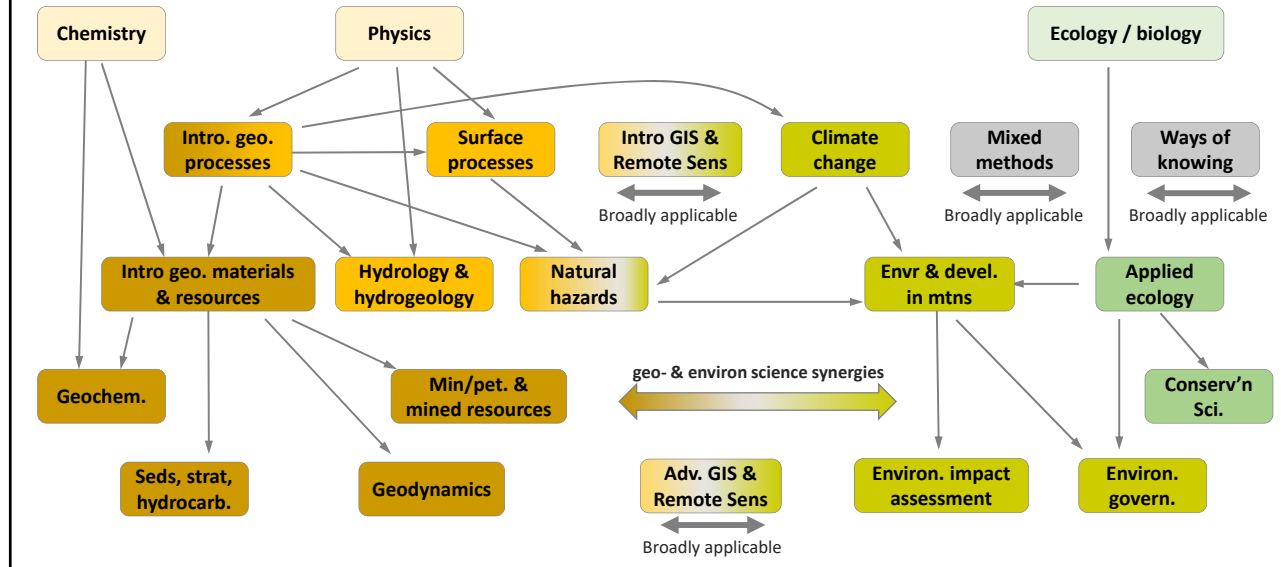 Chemistry
Physics
Ecology / biology
Intro. geo.
processes
Surface
processes
Intro GIS &
Remote Sens
Broadly applicable
Climate
change
Mixed
methods
Broadly applicable
Ways of
knowing
Broadly applicable
Intro geo. materials
& resources
Hydrology &
hydrogeology
Natural
hazards
Envr & devel.
in mtns
Applied
ecology
Geochem.
Min/pet. &
mined resources
geo- & environ science synergies
Conserv'n
Sci.
Seds, strat,
hydrocarb.
Geodynamics
Adv. GIS &
Remote Sens
Broadly applicable
Environ. impact
assessment
Environ.
govern.